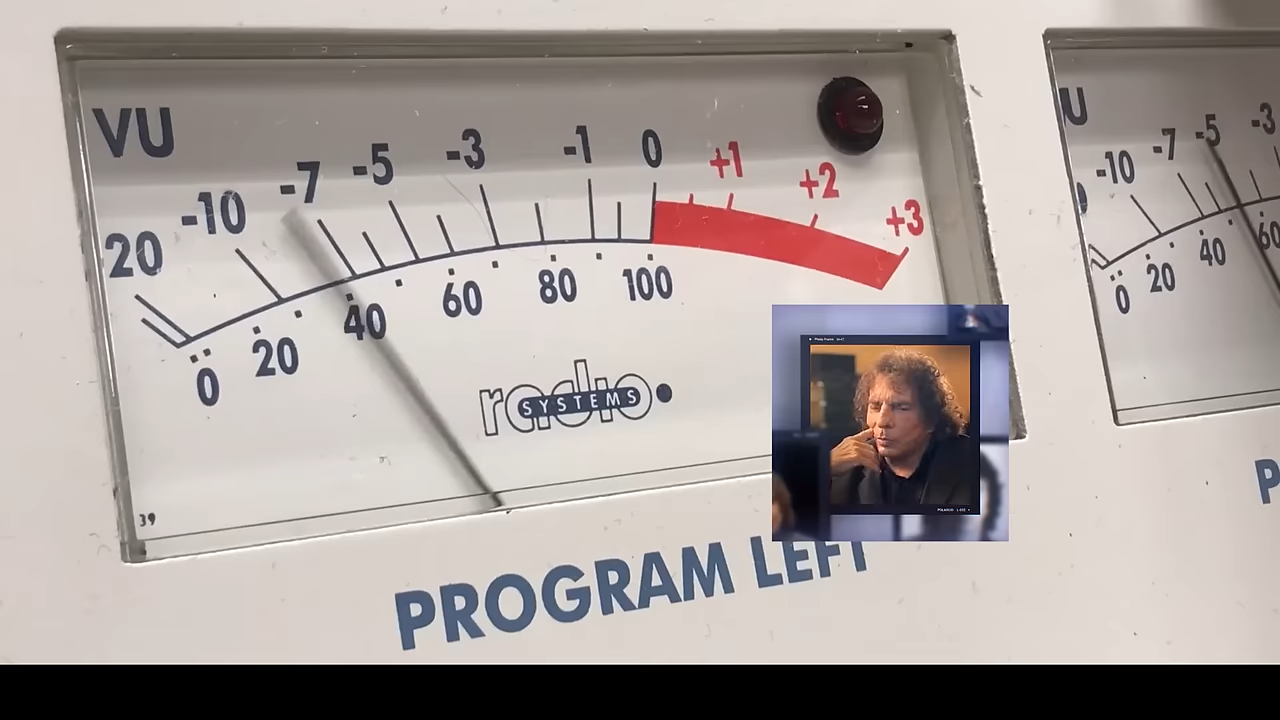 VU
20 -10 -7 -5 -3 -1 0 +1 +2 +3
0 20 40 60 80 100
radio
SYSTEMS
39
PROGRAM LEFT
U
-10 -7 -5 -3
0 20 40 60
P